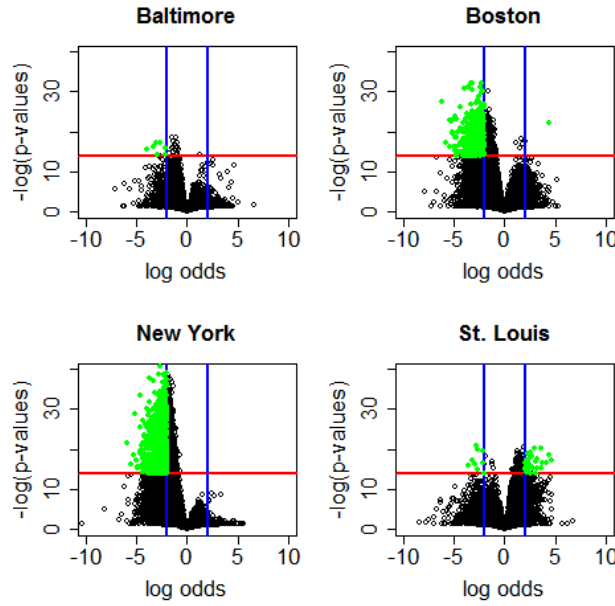 Baltimore
-log(p-values)
0 10 30
-10 -5 0 5 10
log odds
Boston
-log(p-values)
0 10 30
-10 -5 0 5 10
log odds
New York
-log(p-values)
0 10 30
-10 -5 0 5 10
log odds
St. Louis
-log(p-values)
0 10 30
-10 -5 0 5 10
log odds